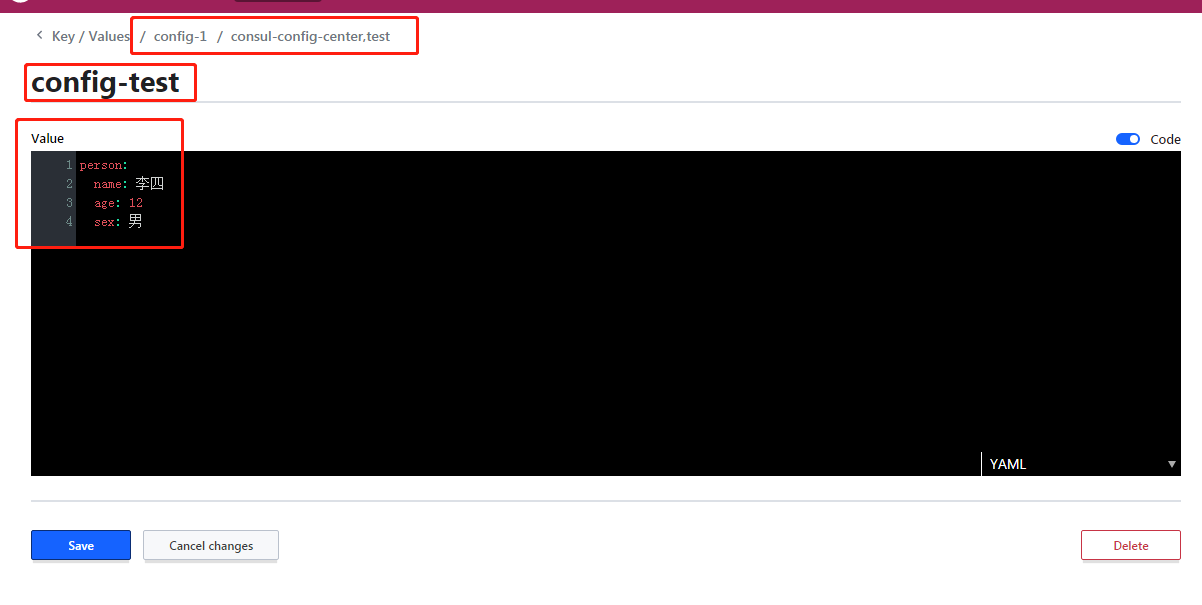 Key / Values / config-1 / consul-config-center,test
config-test
Value
Code
1 person:
2 name: 李四
3 age: 12
4 sex: 男
YAML
Save Cancel changes Delete